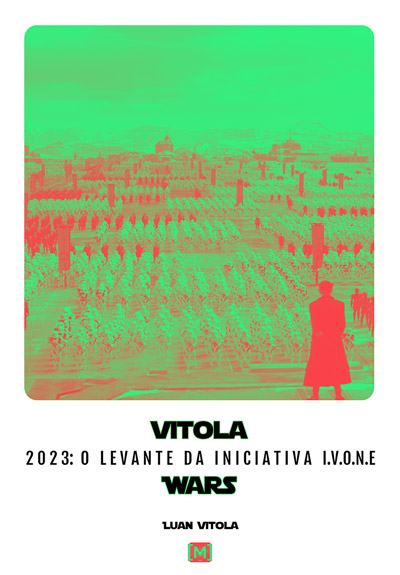 VITOLA
2023: O LEVANTE DA INICIATIVA I.V.O.N.E
WARS
LUAN VITOLA
M